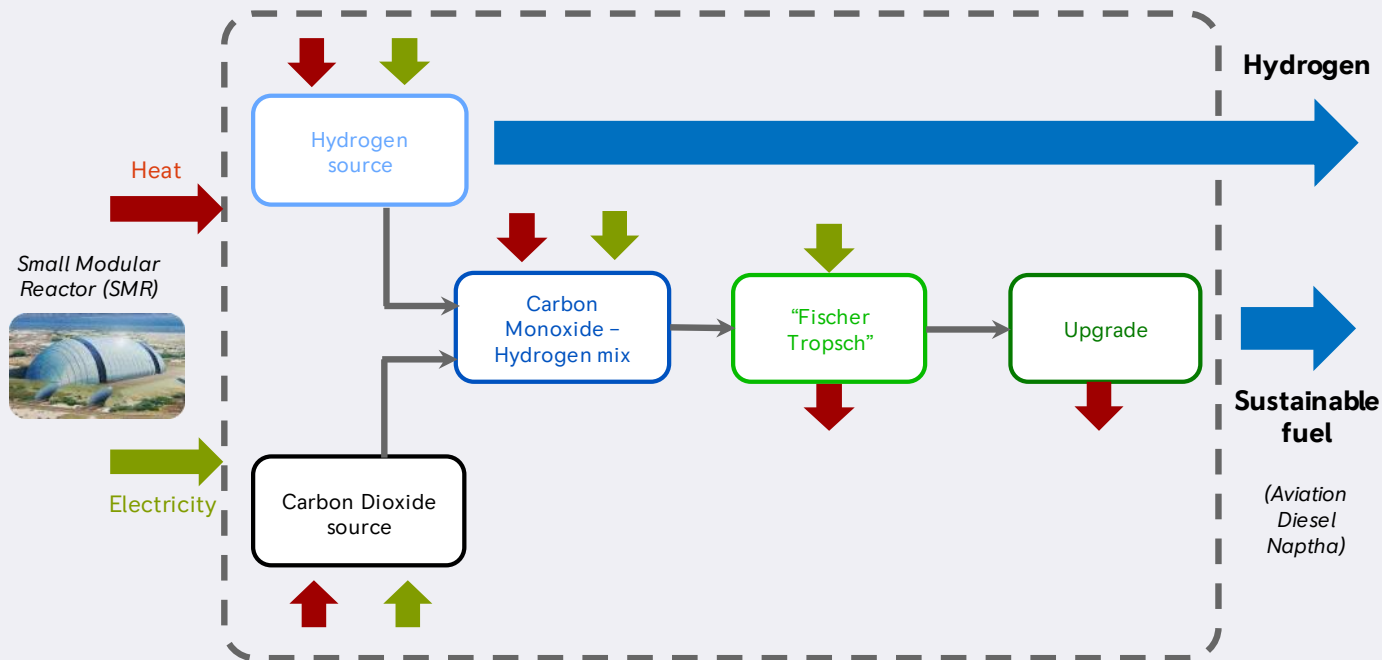 Hydrogen
Hydrogen
source
Heat
Small Modular
Reactor (SMR)
Carbon
Monoxide –
Hydrogen mix
“Fischer
Tropsch”
Upgrade
Sustainable
fuel
Electricity
Carbon Dioxide
source
(Aviation
Diesel
Naptha)